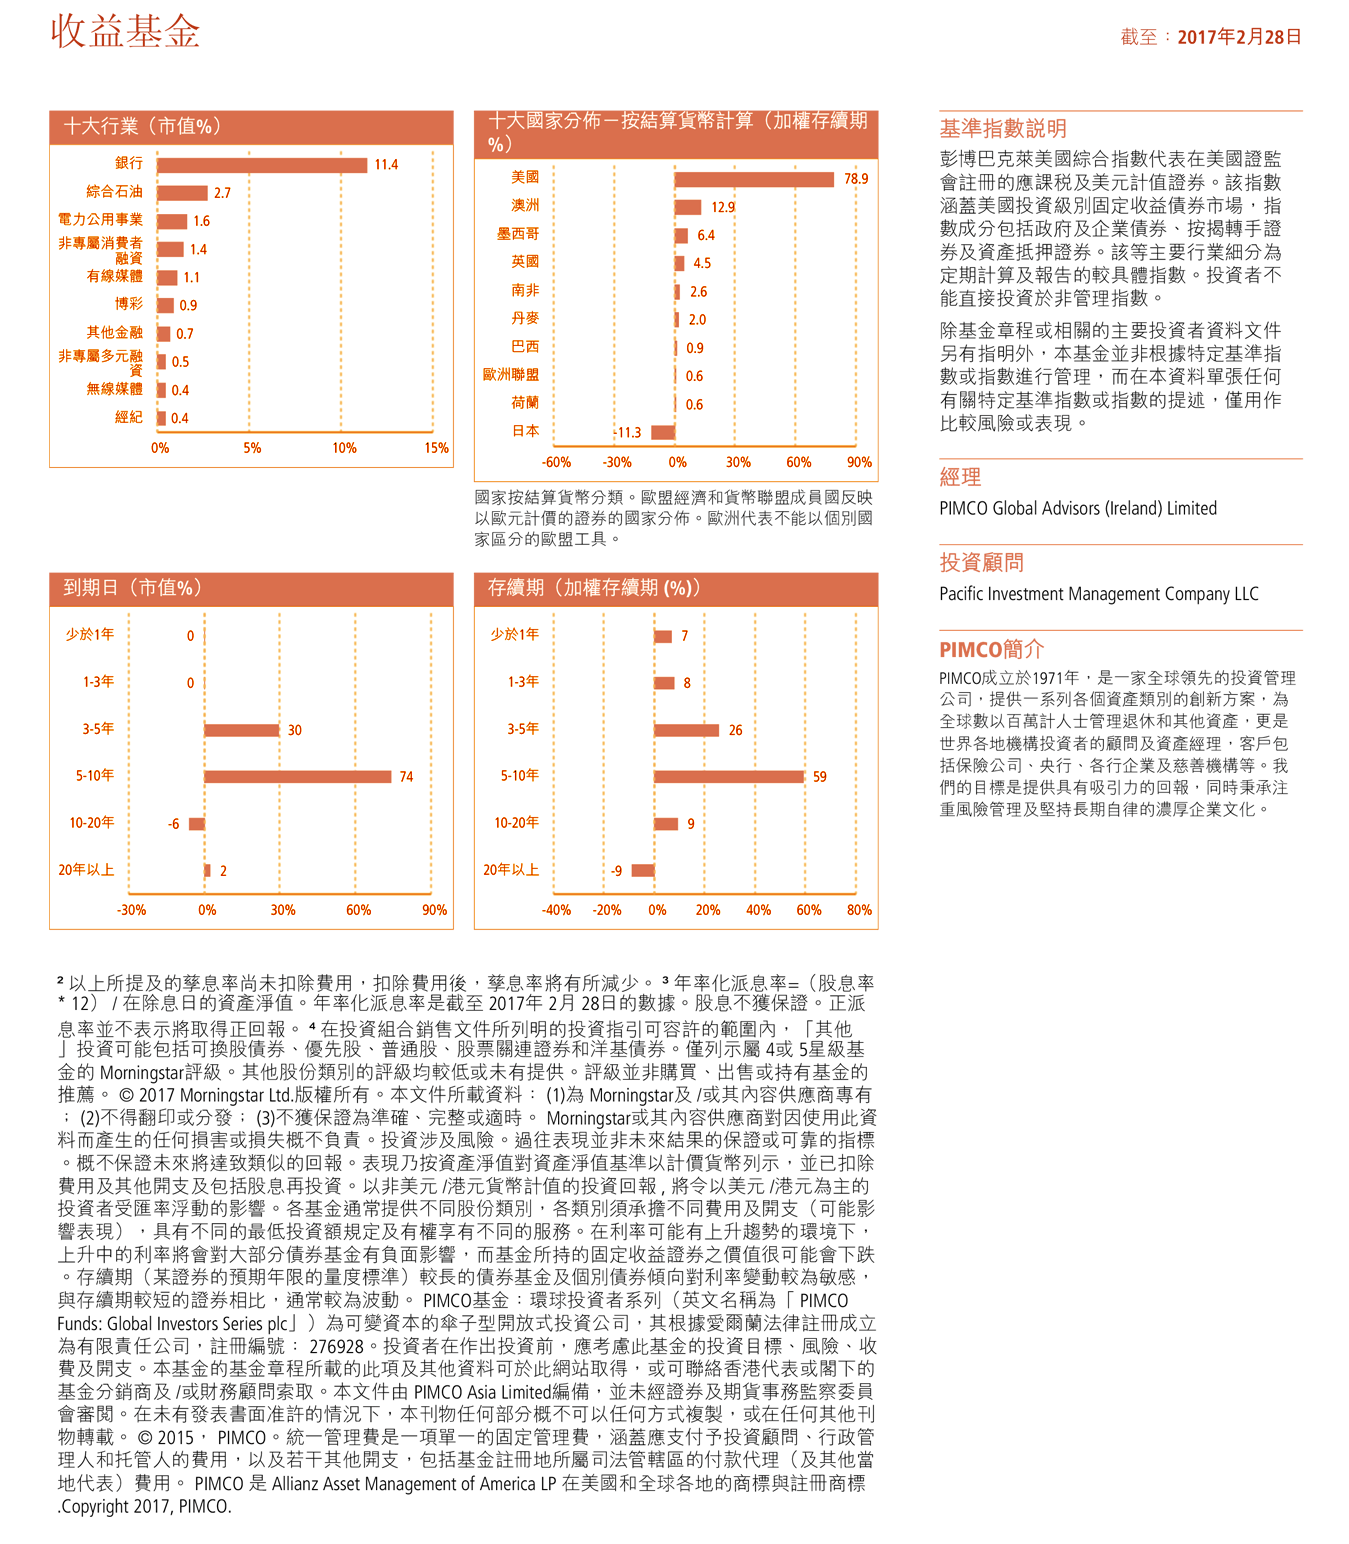 收益基金
截至：2017年2月28日
十大行業（市值%）
銀行 11.4
綜合石油 2.7
電力公用事業 1.6
非專屬消費者
融資 1.4
有線媒體 1.1
博彩 0.9
其他金融 0.7
非專屬多元融
資 0.5
無線媒體 0.4
經紀 0.4
0% 5% 10% 15%
十大國家分佈－按結算貨幣計算（加權存續期
%）
美國 78.9
澳洲 12.9
墨西哥 6.4
英國 4.5
南非 2.6
丹麥 2.0
巴西 0.9
歐洲聯盟 0.6
荷蘭 0.6
日本 -11.3
-60% -30% 0% 30% 60% 90%
國家按結算貨幣分類。歐盟經濟和貨幣聯盟成員國反映
以歐元計價的證券的國家分佈。歐洲代表不能以個別國
家區分的歐盟工具。
到期日（市值%）
少於1年 0
1-3年 0
3-5年 30
5-10年 74
10-20年 -6
20年以上 2
-30% 0% 30% 60% 90%
存續期（加權存續期 (%)）
少於1年 7
1-3年 8
3-5年 26
5-10年 59
10-20年 9
20年以上 -9
-40% -20% 0% 20% 40% 60% 80%
基準指數說明
彭博巴克萊美國綜合指數代表在美國證監
會註冊的應課稅及美元計值證券。該指數
涵蓋美國投資級別固定收益債券市場，指
數成分包括政府及企業債券、按揭轉手證
券及資產抵押證券。該等主要行業細分為
定期計算及報告的較具體指數。投資者不
能直接投資於非管理指數。
除基金章程或相關的主要投資者資料文件
另有指明外，本基金並非根據特定基準指
數或指數進行管理，而在本資料單張任何
有關特定基準指數或指數的提述，僅用作
比較風險或表現。
經理
PIMCO Global Advisors (Ireland) Limited
投資顧問
Pacific Investment Management Company LLC
PIMCO簡介
PIMCO成立於1971年，是一家全球領先的投資管理
公司，提供一系列各個資產類別的創新方案，為
全球數以百萬計人士管理退休和其他資產，更是
世界各地機構投資者的顧問及資產經理，客戶包
括保險公司、央行、各行企業及慈善機構等。我
們的目標是提供具有吸引力的回報，同時秉承注
重風險管理及堅持長期自律的濃厚企業文化。
² 以上所提及的孳息率尚未扣除費用，扣除費用後，孳息率將有所減少。 ³ 年率化派息率=（股息率
* 12） / 在除息日的資產淨值。年率化派息率是截至 2017年 2月 28日的數據。股息不獲保證。正派
息率並不表示將取得正回報。 ⁴ 在投資組合銷售文件所列明的投資指引可容許的範圍內，「其他
」投資可能包括可換股債券、優先股、普通股、股票關連證券和洋基債券。僅列示屬 4或 5星級基
金的 Morningstar評級。其他股份類別的評級均較低或未有提供。評級並非購買、出售或持有基金的
推薦。 © 2017 Morningstar Ltd.版權所有。本文件所載資料： (1)為 Morningstar及 /或其內容供應商專有
； (2)不得翻印或分發； (3)不獲保證為準確、完整或適時。 Morningstar或其內容供應商對因使用此資
料而產生的任何損害或損失概不負責。投資涉及風險。過往表現並非未來結果的保證或可靠的指標
。概不保證未來將達致類似的回報。表現乃按資產淨值對資產淨值基準以計價貨幣列示，並已扣除
費用及其他開支及包括股息再投資。以非美元 /港元貨幣計值的投資回報 , 將令以美元 /港元為主的
投資者受匯率浮動的影響。各基金通常提供不同股份類別，各類別須承擔不同費用及開支（可能影
響表現），具有不同的最低投資額規定及有權享有不同的服務。在利率可能有上升趨勢的環境下，
上升中的利率將會對大部分債券基金有負面影響，而基金所持的固定收益證券之價值很可能會下跌
。存續期（某證券的預期年限的量度標準）較長的債券基金及個別債券傾向對利率變動較為敏感，
與存續期較短的證券相比，通常較為波動。 PIMCO基金：環球投資者系列（英文名稱為「 PIMCO
Funds: Global Investors Series plc」）為可變資本的傘子型開放式投資公司，其根據愛爾蘭法律註冊成立
為有限責任公司，註冊編號： 276928。投資者在作出投資前，應考慮此基金的投資目標、風險、收
費及開支。本基金的基金章程所載的此項及其他資料可於此網站取得，或可聯絡香港代表或閣下的
基金分銷商及 /或財務顧問索取。本文件由 PIMCO Asia Limited編備，並未經證券及期貨事務監察委員
會審閱。在未有發表書面准許的情況下，本刊物任何部分概不可以任何方式複製，或在任何其他刊
物轉載。 © 2015， PIMCO。統一管理費是一項單一的固定管理費，涵蓋應支付予投資顧問、行政管
理人和托管人的費用，以及若干其他開支，包括基金註冊地所屬司法管轄區的付款代理（及其他當
地代表）費用。 PIMCO 是 Allianz Asset Management of America LP 在美國和全球各地的商標與註冊商標
.Copyright 2017, PIMCO.